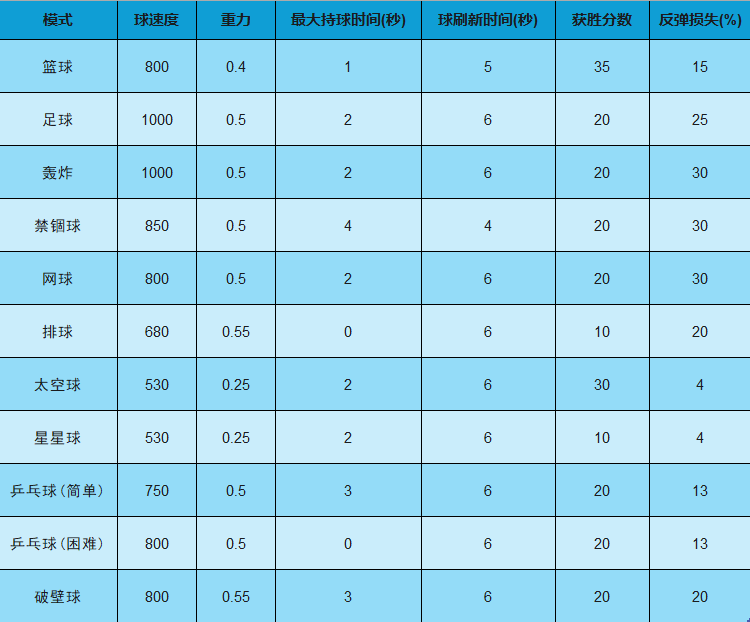 模式 球速度 重力 最大持球时间(秒) 球刷新时间(秒) 获胜分数 反弹损失(%)
篮球 800 0.4 1 5 35 15
足球 1000 0.5 2 6 20 25
轰炸 1000 0.5 2 6 20 30
禁锢球 850 0.5 4 4 20 30
网球 800 0.5 2 6 20 30
排球 680 0.55 0 6 10 20
太空球 530 0.25 2 6 30 4
星星球 530 0.25 2 6 10 4
乒乓球(简单) 750 0.5 3 6 20 13
乒乓球(困难) 800 0.5 0 6 20 13
破壁球 800 0.55 3 6 20 20